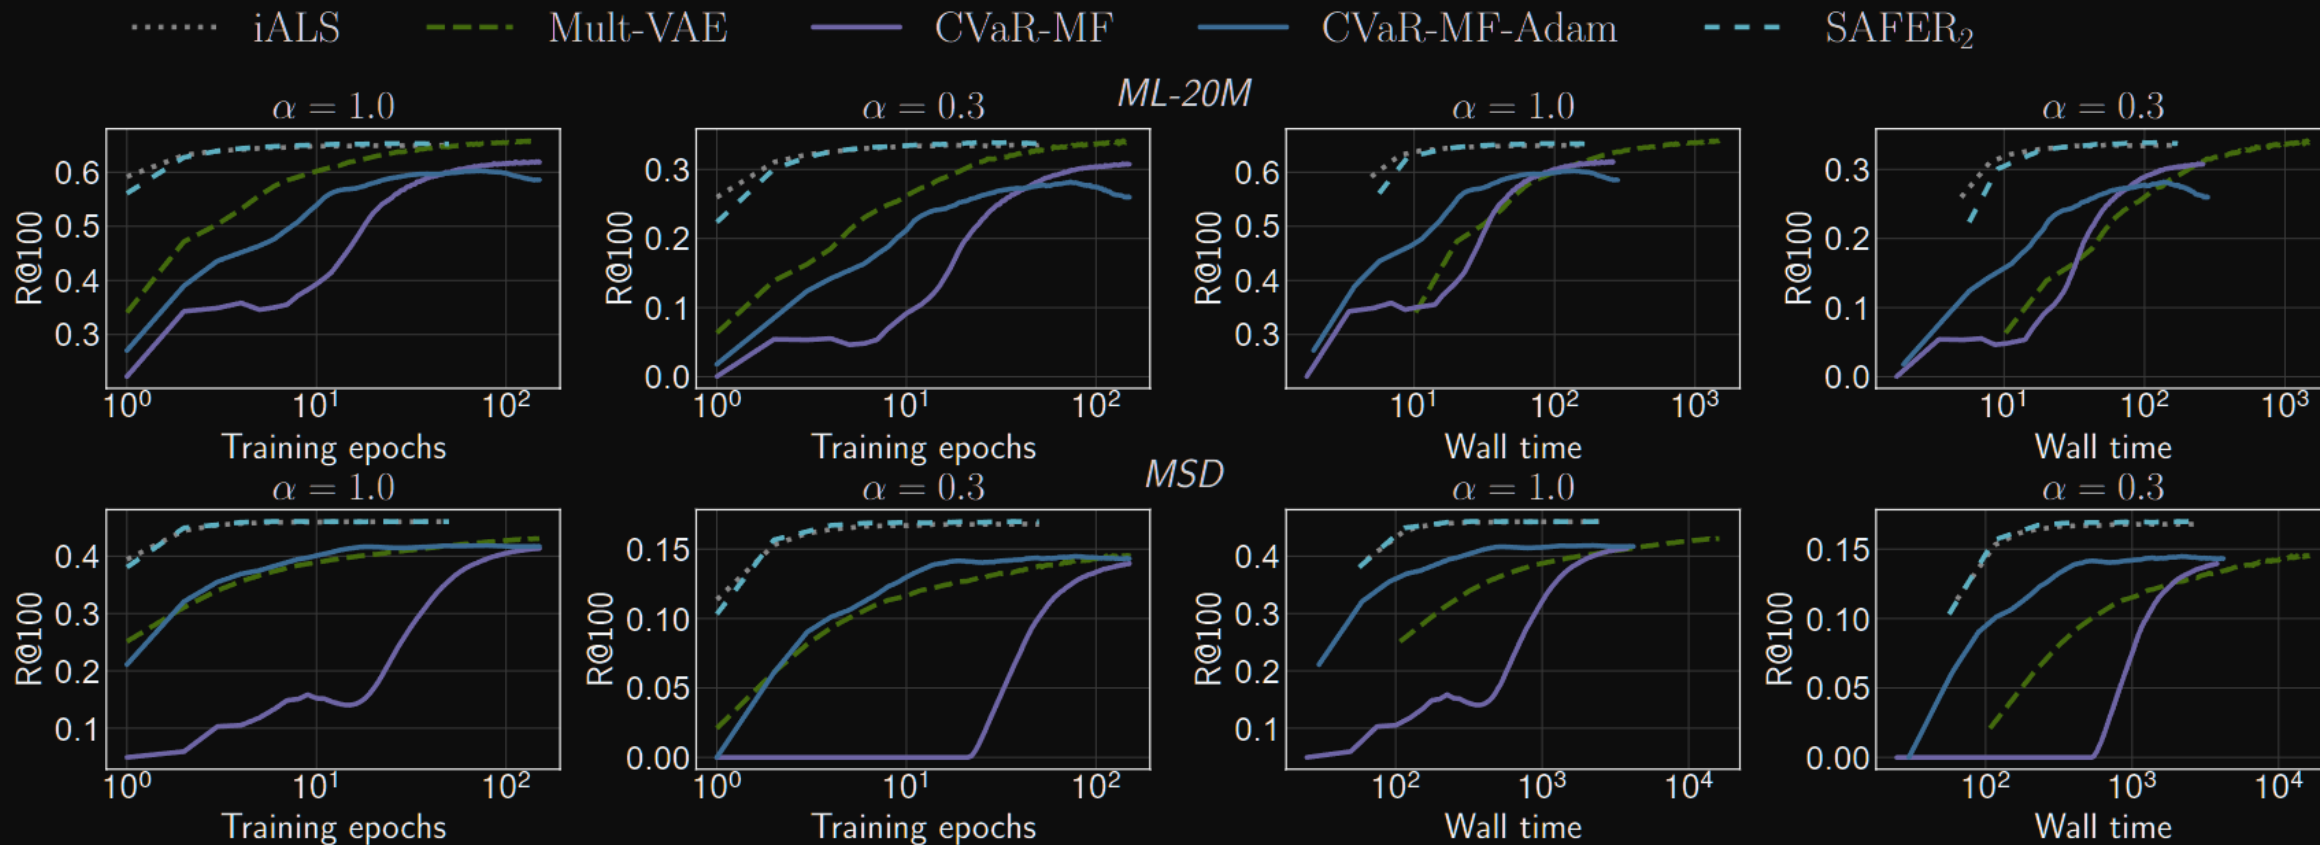 iALS Mult-VAE CVaR-MF CVaR-MF-Adam SAFER₂
ML-20M
α = 1.0 α = 0.3 α = 1.0 α = 0.3
R@100 R@100 R@100 R@100
0.6 0.5 0.4 0.3
0.3 0.2 0.1 0.0
0.6 0.5 0.4 0.3
0.3 0.2 0.1 0.0
10⁰ 10¹ 10² 10⁰ 10¹ 10² 10¹ 10² 10³ 10¹ 10² 10³
Training epochs Training epochs Wall time Wall time
MSD
α = 1.0 α = 0.3 α = 1.0 α = 0.3
R@100 R@100 R@100 R@100
0.4 0.3 0.2 0.1
0.15 0.10 0.05 0.00
0.4 0.3 0.2 0.1
0.15 0.10 0.05 0.00
10⁰ 10¹ 10² 10⁰ 10¹ 10² 10² 10³ 10⁴ 10² 10³ 10⁴
Training epochs Training epochs Wall time Wall time